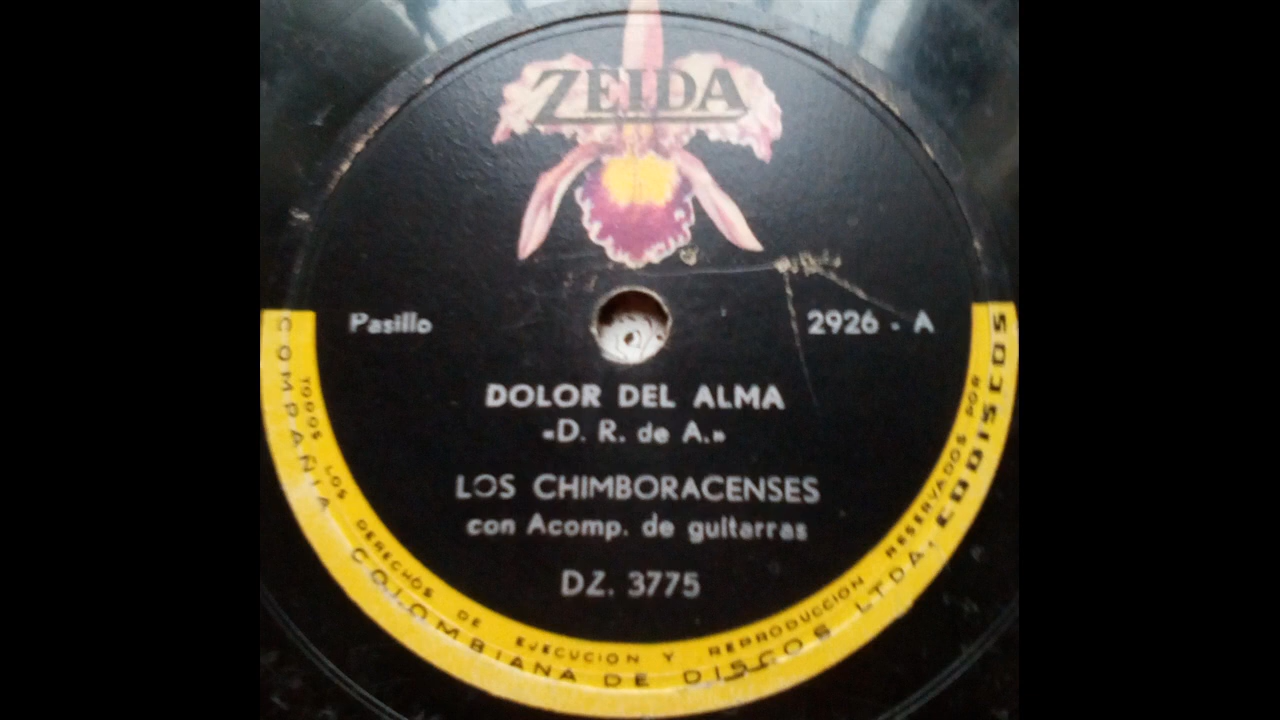 ZEIDA
Pasillo
2926 - A
DOLOR DEL ALMA
«D. R. de A.»
LOS CHIMBORACENSES
con Acomp. de guitarras
DZ. 3775
TODOS LOS DERECHOS DE EJECUCION Y REPRODUCCION RESERVADOS POR
COMPAÑIA COLOMBIANA DE DISCOS LTDA. CODISCOS